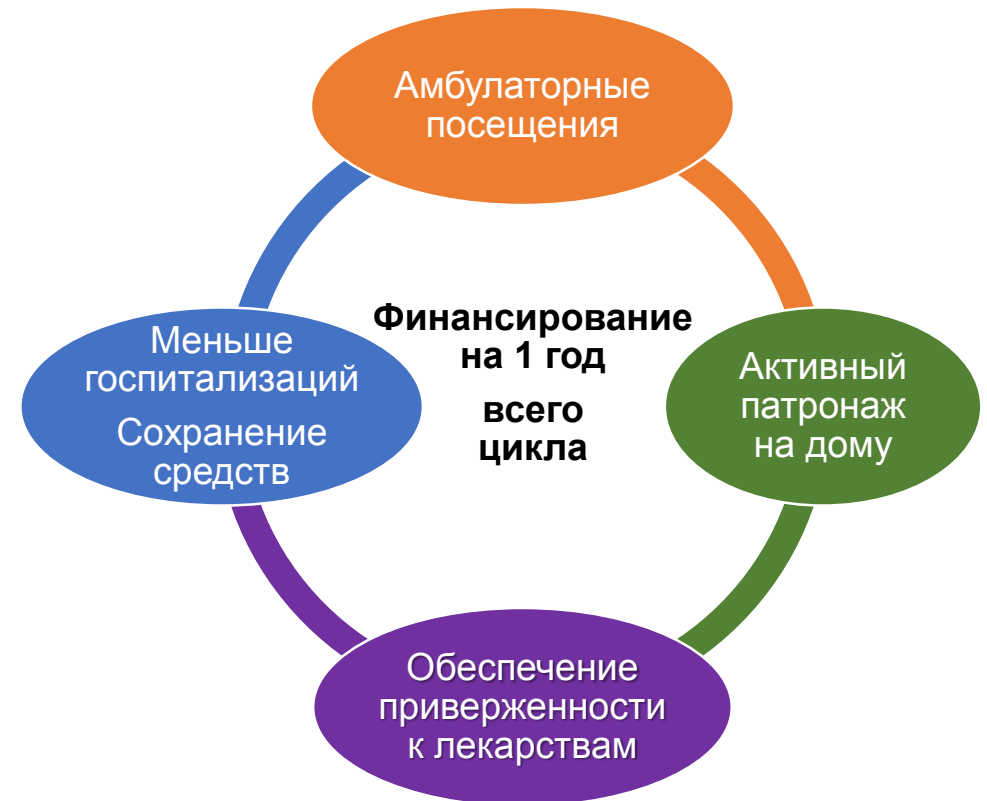 Амбулаторные
посещения
Финансирование
на 1 год
всего
цикла
Меньше
госпитализаций
Сохранение
средств
Активный
патронаж
на дому
Обеспечение
приверженности
к лекарствам